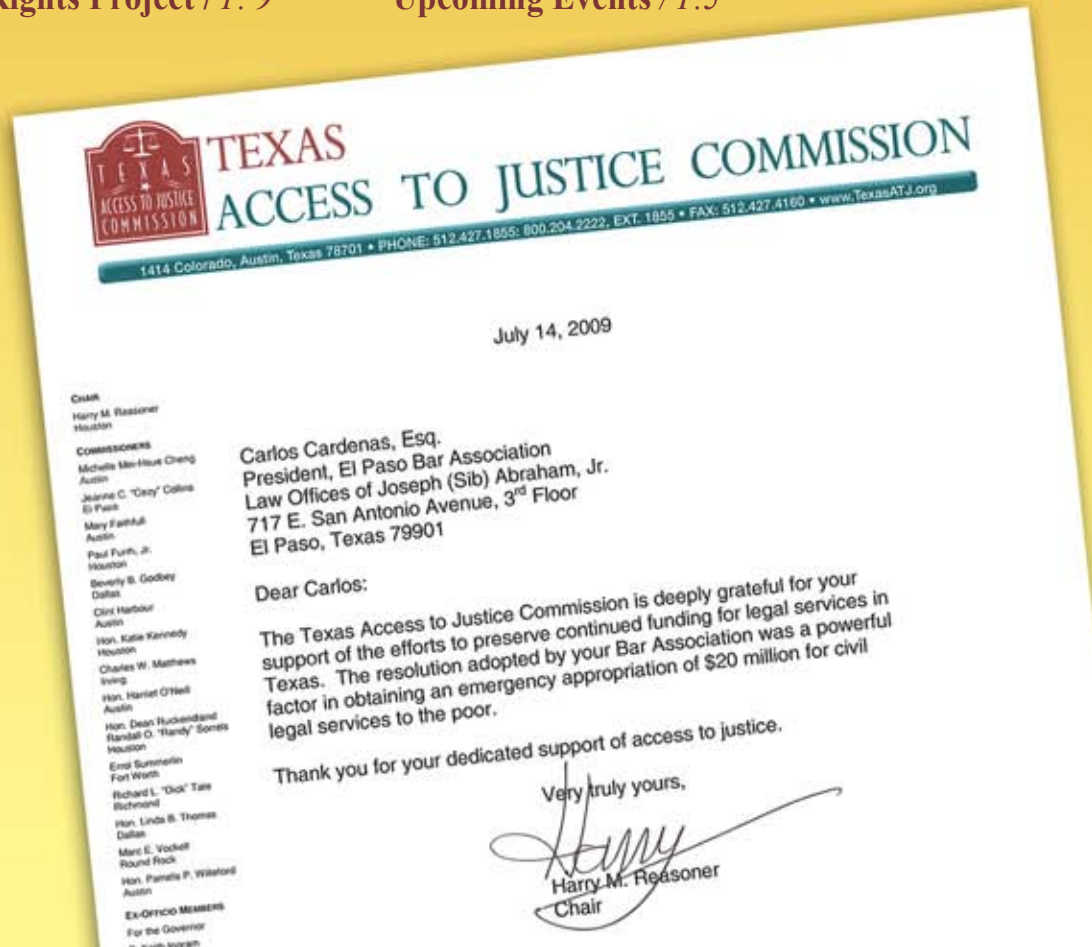 ights Project / P. 9
Upcoming Events / P.5
TEXAS
ACCESS TO JUSTICE
COMMISSION
TEXAS
ACCESS TO JUSTICE COMMISSION
1414 Colorado, Austin, Texas 78701 • PHONE: 512.427.1855: 800.204.2222, EXT. 1855 • FAX: 512.427.4160 • www.TexasATJ.org
July 14, 2009
CHAIR
Harry M. Reasoner
Houston
COMMISSIONERS
Michelle Mei-Hsue Cheng
Austin
Jeanne C. "Cezy" Collins
El Paso
Mary Faithfull
Austin
Paul Furrh, Jr.
Houston
Beverly B. Godbey
Dallas
Clint Harbour
Austin
Hon. Katie Kennedy
Houston
Charles W. Matthews
Irving
Hon. Harriet O'Neill
Austin
Hon. Dean Rucker
Randall O. "Randy" Sorrels
Houston
Errol Summerlin
Fort Worth
Richard L. "Dick" Tate
Richmond
Hon. Linda B. Thomas
Dallas
Marc E. Vockell
Round Rock
Hon. Pamela P. Willeford
Austin
EX-OFFICIO MEMBERS
For the Governor
Carlos Cardenas, Esq.
President, El Paso Bar Association
Law Offices of Joseph (Sib) Abraham, Jr.
717 E. San Antonio Avenue, 3rd Floor
El Paso, Texas 79901
Dear Carlos:
The Texas Access to Justice Commission is deeply grateful for your
support of the efforts to preserve continued funding for legal services in
Texas. The resolution adopted by your Bar Association was a powerful
factor in obtaining an emergency appropriation of $20 million for civil
legal services to the poor.
Thank you for your dedicated support of access to justice.
Very truly yours,
Harry
Harry M. Reasoner
Chair